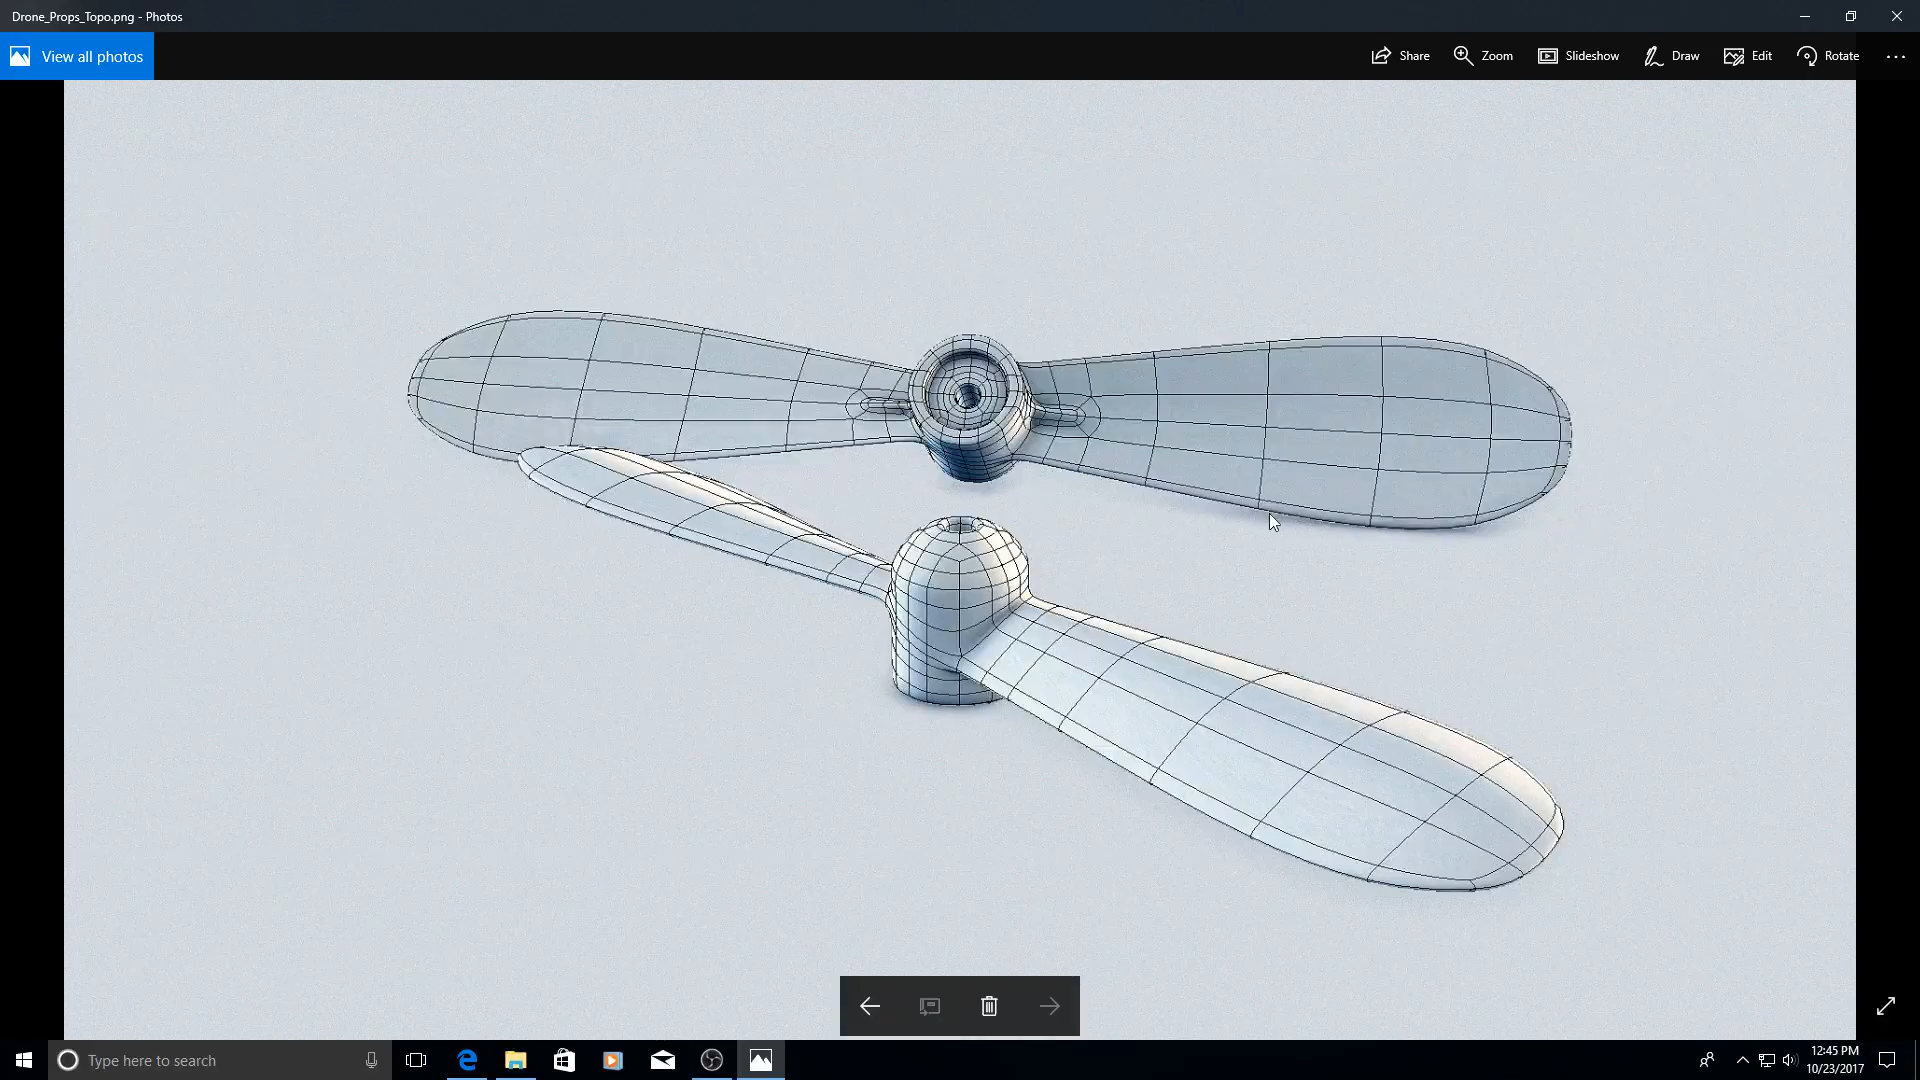 Drone_Props_Topo.png - Photos
View all photos
Share
Zoom
Slideshow
Draw
Edit
Rotate
Type here to search
12:45 PM
10/23/2017